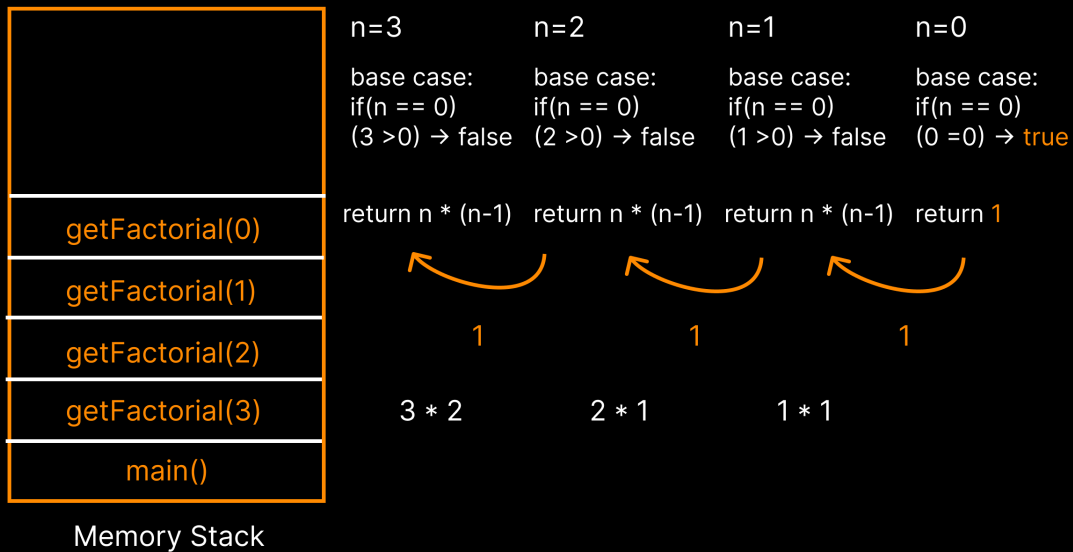 n=3
base case:
if(n == 0)
(3 >0) → false
return n * (n-1)
n=2
base case:
if(n == 0)
(2 >0) → false
return n * (n-1)
n=1
base case:
if(n == 0)
(1 >0) → false
return n * (n-1)
n=0
base case:
if(n == 0)
(0 =0) → true
return 1
1
1
1
3 * 2
2 * 1
1 * 1
getFactorial(0)
getFactorial(1)
getFactorial(2)
getFactorial(3)
main()
Memory Stack